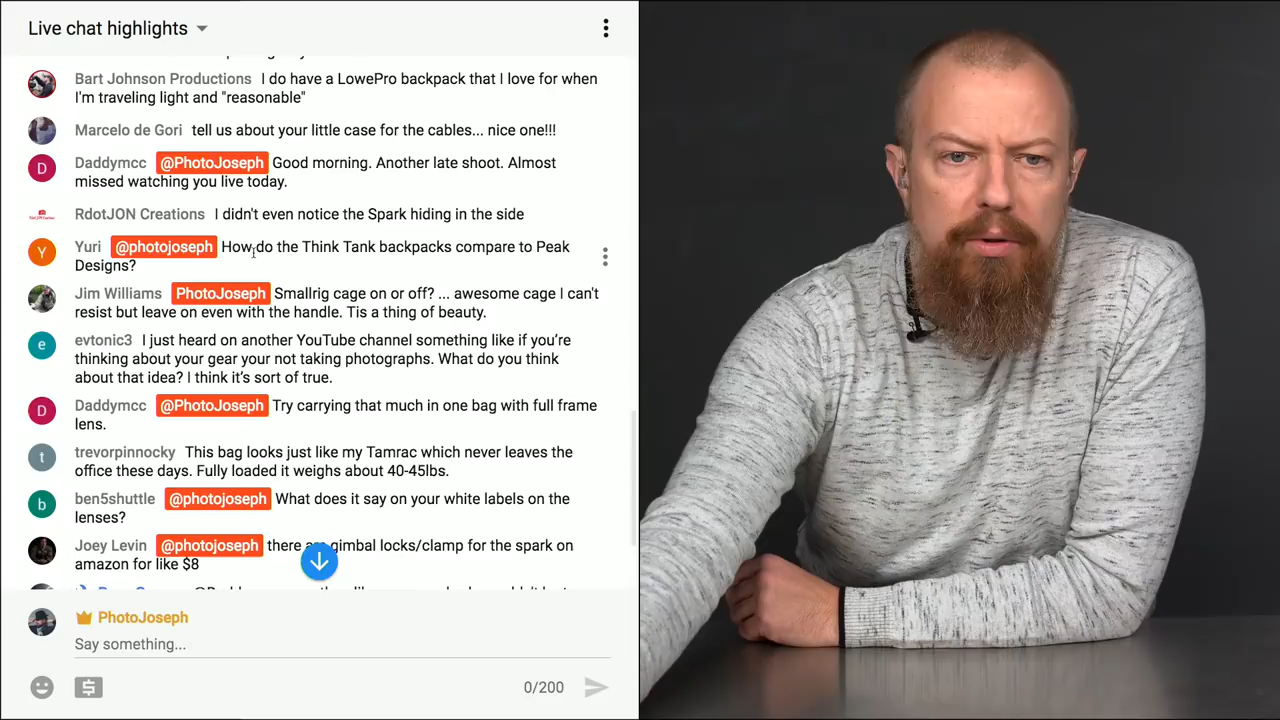 Live chat highlights
Bart Johnson Productions I do have a LowePro backpack that I love for when
I'm traveling light and "reasonable"
Marcelo de Gori tell us about your little case for the cables... nice one!!!
D
Daddymcc @PhotoJoseph Good morning. Another late shoot. Almost
missed watching you live today.
RdotJON Creations I didn't even notice the Spark hiding in the side
Y
Yuri @photojoseph How do the Think Tank backpacks compare to Peak
Designs?
Jim Williams PhotoJoseph Smallrig cage on or off? ... awesome cage I can't
resist but leave on even with the handle. Tis a thing of beauty.
e
evtonic3 I just heard on another YouTube channel something like if you’re
thinking about your gear your not taking photographs. What do you think
about that idea? I think it’s sort of true.
D
Daddymcc @PhotoJoseph Try carrying that much in one bag with full frame
lens.
t
trevorpinnocky This bag looks just like my Tamrac which never leaves the
office these days. Fully loaded it weighs about 40-45lbs.
b
ben5shuttle @photojoseph What does it say on your white labels on the
lenses?
Joey Levin @photojoseph there are gimbal locks/clamp for the spark on
amazon for like $8
PhotoJoseph
Say something...
0/200